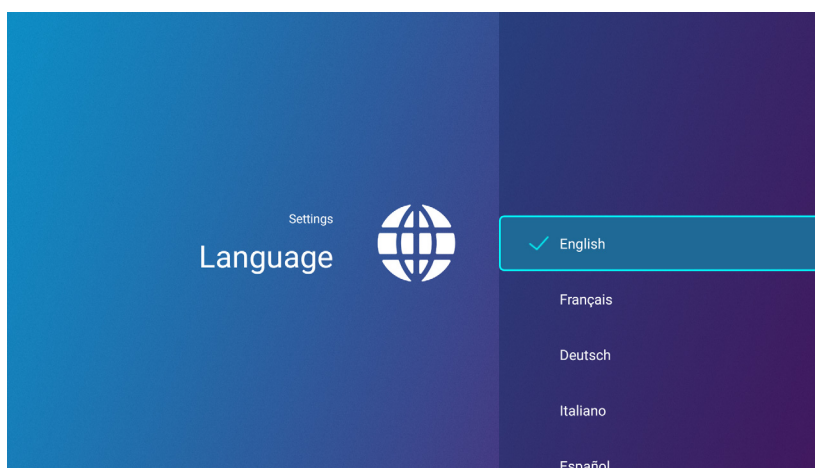 Settings
Language
English
Français
Deutsch
Italiano
Español